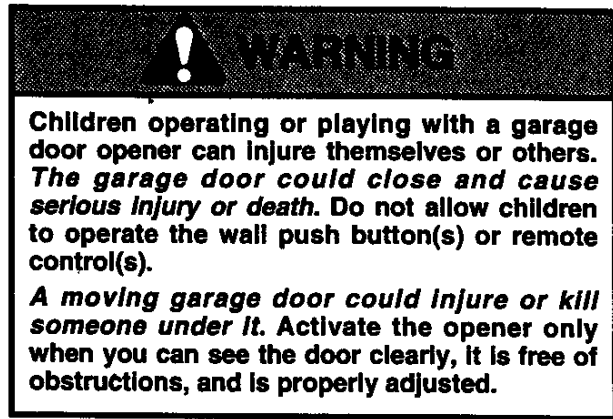 WARNING
Children operating or playing with a garage
door opener can injure themselves or others.
The garage door could close and cause
serious injury or death. Do not allow children
to operate the wall push button(s) or remote
control(s).
A moving garage door could injure or kill
someone under it. Activate the opener only
when you can see the door clearly, it is free of
obstructions, and is properly adjusted.